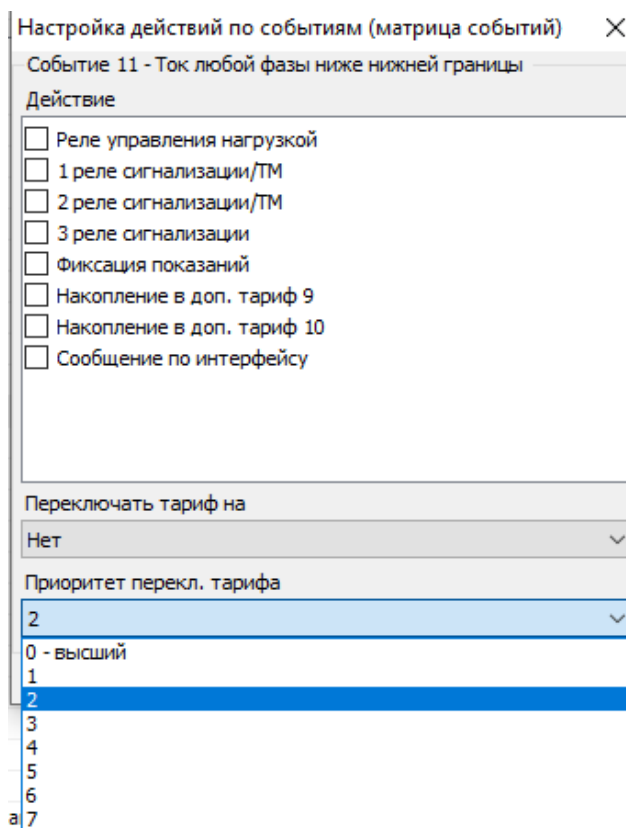 Настройка действий по событиям (матрица событий)
Событие 11 - Ток любой фазы ниже нижней границы
Действие
Реле управления нагрузкой
1 реле сигнализации/ТМ
2 реле сигнализации/ТМ
3 реле сигнализации
Фиксация показаний
Накопление в доп. тариф 9
Накопление в доп. тариф 10
Сообщение по интерфейсу
Переключать тариф на
Нет
Приоритет перекл. тарифа
2
0 - высший
1
2
3
4
5
6
а 7